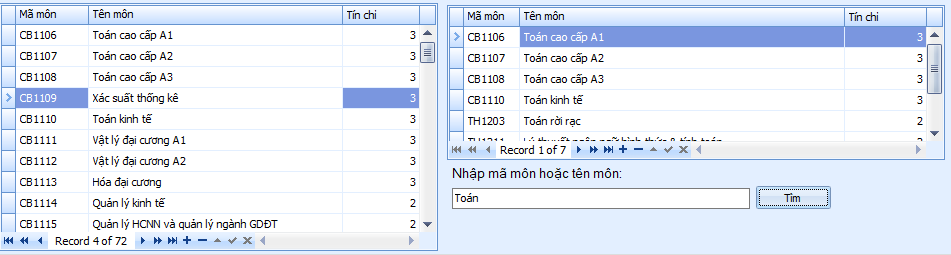 Mã môn Tên môn Tín chi
CB1106 Toán cao cấp A1 3
CB1107 Toán cao cấp A2 3
CB1108 Toán cao cấp A3 3
CB1109 Xác suất thống kê 3
CB1110 Toán kinh tế 3
CB1111 Vật lý đại cương A1 3
CB1112 Vật lý đại cương A2 3
CB1113 Hóa đại cương 3
CB1114 Quản lý kinh tế 2
CB1115 Quản lý HCNN và quản lý ngành GDĐT 2
Record 4 of 72
Mã môn Tên môn Tín chi
CB1106 Toán cao cấp A1 3
CB1107 Toán cao cấp A2 3
CB1108 Toán cao cấp A3 3
CB1110 Toán kinh tế 3
TH1203 Toán rời rạc 2
Record 1 of 7
Nhập mã môn hoặc tên môn:
Toán
Tìm